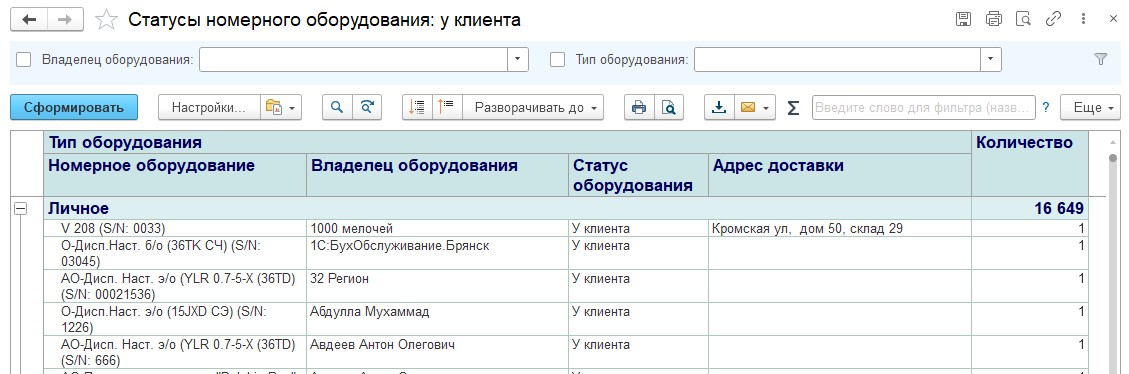 Статусы номерного оборудования: у клиента
Владелец оборудования: Тип оборудования:
Сформировать Настройки... Разворачивать до Σ Введите слово для фильтра (назв... ? Еще
Тип оборудования Количество
Номерное оборудование Владелец оборудования Статус оборудования Адрес доставки
Личное 16 649
V 208 (S/N: 0033) 1000 мелочей У клиента Кромская ул, дом 50, склад 29 1
О-Дисп.Наст. б/о (36ТК СЧ) (S/N: 03045) 1С:БухОбслуживание.Брянск У клиента 1
АО-Дисп. Наст. э/о (YLR 0.7-5-X (36TD) (S/N: 00021536) 32 Регион У клиента 1
О-Дисп.Наст. э/о (15JXD СЭ) (S/N: 1226) Абдулла Мухаммад У клиента 1
АО-Дисп. Наст. э/о (YLR 0.7-5-X (36TD) (S/N: 666) Авдеев Антон Олегович У клиента 1